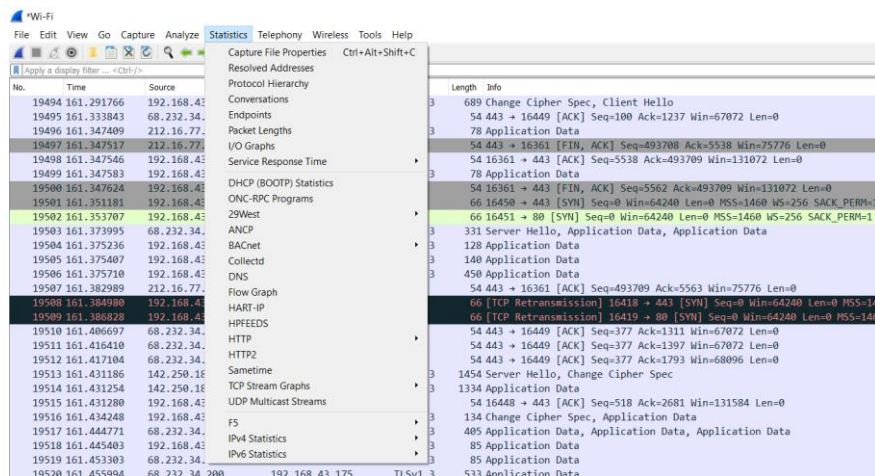 *Wi-Fi
File Edit View Go Capture Analyze Statistics Telephony Wireless Tools Help
Apply a display filter ... <Ctrl-/>
No. Time Source Length Info
19494 161.291766 192.168.43 3 689 Change Cipher Spec, Client Hello
19495 161.333843 68.232.34. 54 443 → 16449 [ACK] Seq=100 Ack=1237 Win=67072 Len=0
19496 161.347409 212.16.77. 3 78 Application Data
19497 161.347517 212.16.77. 54 443 → 16361 [FIN, ACK] Seq=493708 Ack=5538 Win=75776 Len=0
19498 161.347546 192.168.43 54 16361 → 443 [ACK] Seq=5538 Ack=493709 Win=131072 Len=0
19499 161.347583 192.168.43 3 78 Application Data
19500 161.347624 192.168.43 54 16361 → 443 [FIN, ACK] Seq=5562 Ack=493709 Win=131072 Len=0
19501 161.351181 192.168.43 66 16450 → 443 [SYN] Seq=0 Win=64240 Len=0 MSS=1460 WS=256 SACK_PERM=1
19502 161.353707 192.168.43 66 16451 → 80 [SYN] Seq=0 Win=64240 Len=0 MSS=1460 WS=256 SACK_PERM=1
19503 161.373995 68.232.34. 3 331 Server Hello, Application Data, Application Data
19504 161.375236 192.168.43 3 128 Application Data
19505 161.375407 192.168.43 3 140 Application Data
19506 161.375710 192.168.43 3 450 Application Data
19507 161.382989 212.16.77. 54 443 → 16361 [ACK] Seq=493709 Ack=5563 Win=75776 Len=0
19508 161.384980 192.168.43 66 [TCP Retransmission] 16418 → 443 [SYN] Seq=0 Win=64240 Len=0 MSS=14
19509 161.386828 192.168.43 66 [TCP Retransmission] 16419 → 80 [SYN] Seq=0 Win=64240 Len=0 MSS=146
19510 161.406697 68.232.34. 54 443 → 16449 [ACK] Seq=377 Ack=1311 Win=67072 Len=0
19511 161.416410 68.232.34. 54 443 → 16449 [ACK] Seq=377 Ack=1397 Win=67072 Len=0
19512 161.417104 68.232.34. 54 443 → 16449 [ACK] Seq=377 Ack=1793 Win=68096 Len=0
19513 161.431186 142.250.18 3 1454 Server Hello, Change Cipher Spec
19514 161.431254 142.250.18 3 1334 Application Data
19515 161.431280 192.168.43 54 16448 → 443 [ACK] Seq=518 Ack=2681 Win=131584 Len=0
19516 161.434248 192.168.43 3 134 Change Cipher Spec, Application Data
19517 161.444771 68.232.34. 3 405 Application Data, Application Data, Application Data
19518 161.445403 192.168.43 3 85 Application Data
19519 161.453303 68.232.34. 3 85 Application Data
19520 161.455994 68.232.34.200 192.168.43.175 TLSv1.3 533 Application Data
Capture File Properties Ctrl+Alt+Shift+C
Resolved Addresses
Protocol Hierarchy
Conversations
Endpoints
Packet Lengths
I/O Graphs
Service Response Time
DHCP (BOOTP) Statistics
ONC-RPC Programs
29West
ANCP
BACnet
Collectd
DNS
Flow Graph
HART-IP
HPFEEDS
HTTP
HTTP2
Sametime
TCP Stream Graphs
UDP Multicast Streams
F5
IPv4 Statistics
IPv6 Statistics